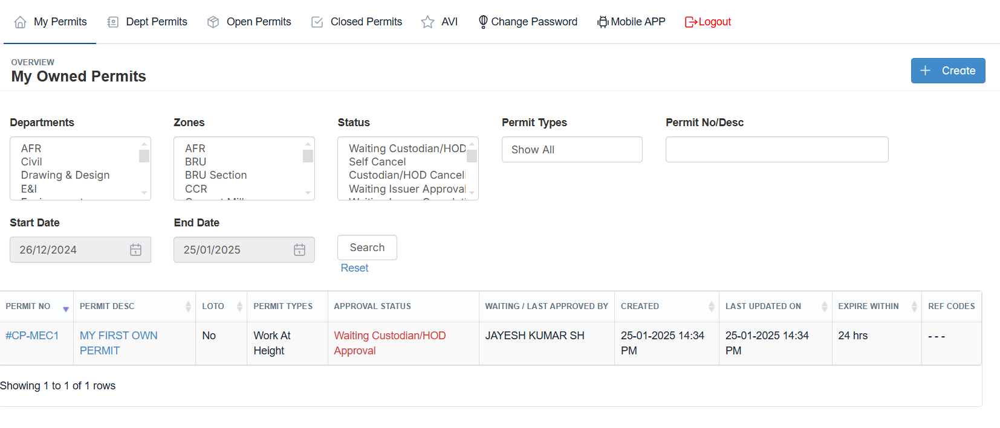 My Permits Dept Permits Open Permits Closed Permits AVI Change Password Mobile APP Logout
OVERVIEW
My Owned Permits
Create
Departments Zones Status Permit Types Permit No/Desc
AFR AFR Waiting Custodian/HOD Show All
Civil BRU Self Cancel
Drawing & Design BRU Section Custodian/HOD Cancell
E&I CCR Waiting Issuer Approval
Start Date End Date
26/12/2024 25/01/2025 Search
Reset
PERMIT NO PERMIT DESC LOTO PERMIT TYPES APPROVAL STATUS WAITING / LAST APPROVED BY CREATED LAST UPDATED ON EXPIRE WITHIN REF CODES
#CP-MEC1 MY FIRST OWN No Work At Waiting Custodian/HOD JAYESH KUMAR SH 25-01-2025 14:34 25-01-2025 14:34 24 hrs - - -
PERMIT Height Approval PM PM
Showing 1 to 1 of 1 rows